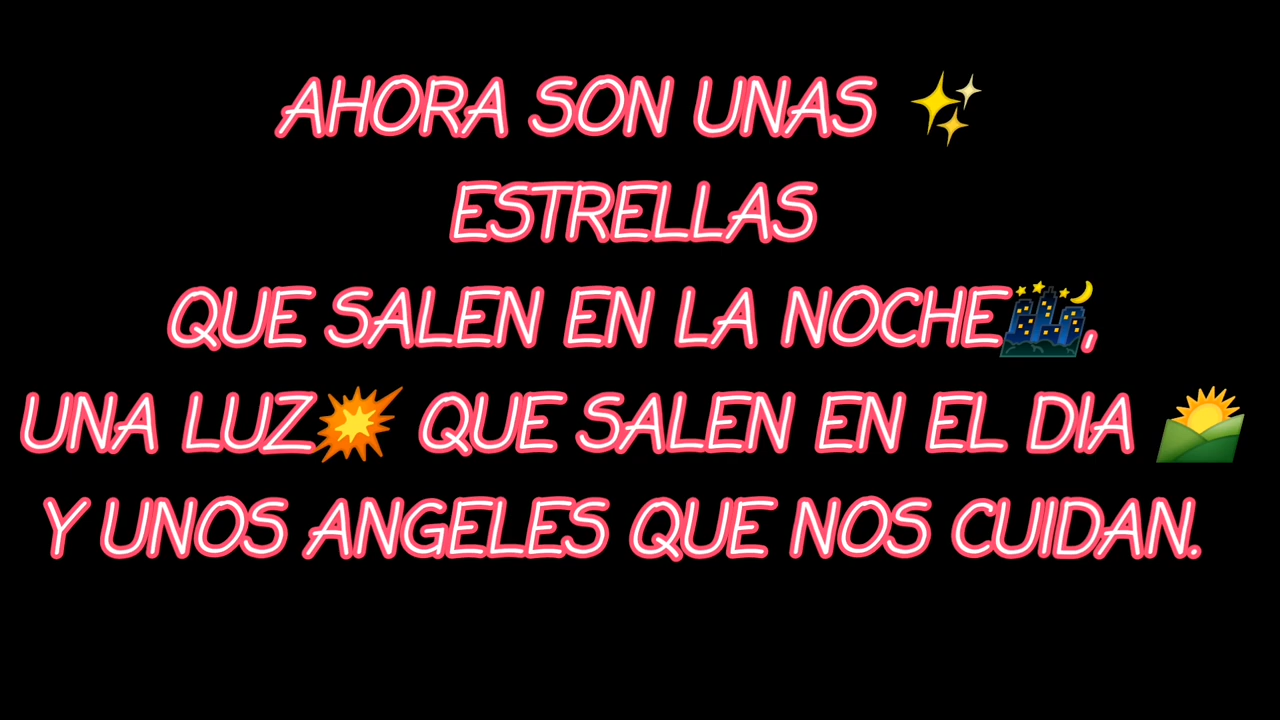 AHORA SON UNAS ✨
ESTRELLAS
QUE SALEN EN LA NOCHE🌃,
UNA LUZ💥 QUE SALEN EN EL DIA 🌄
Y UNOS ANGELES QUE NOS CUIDAN.